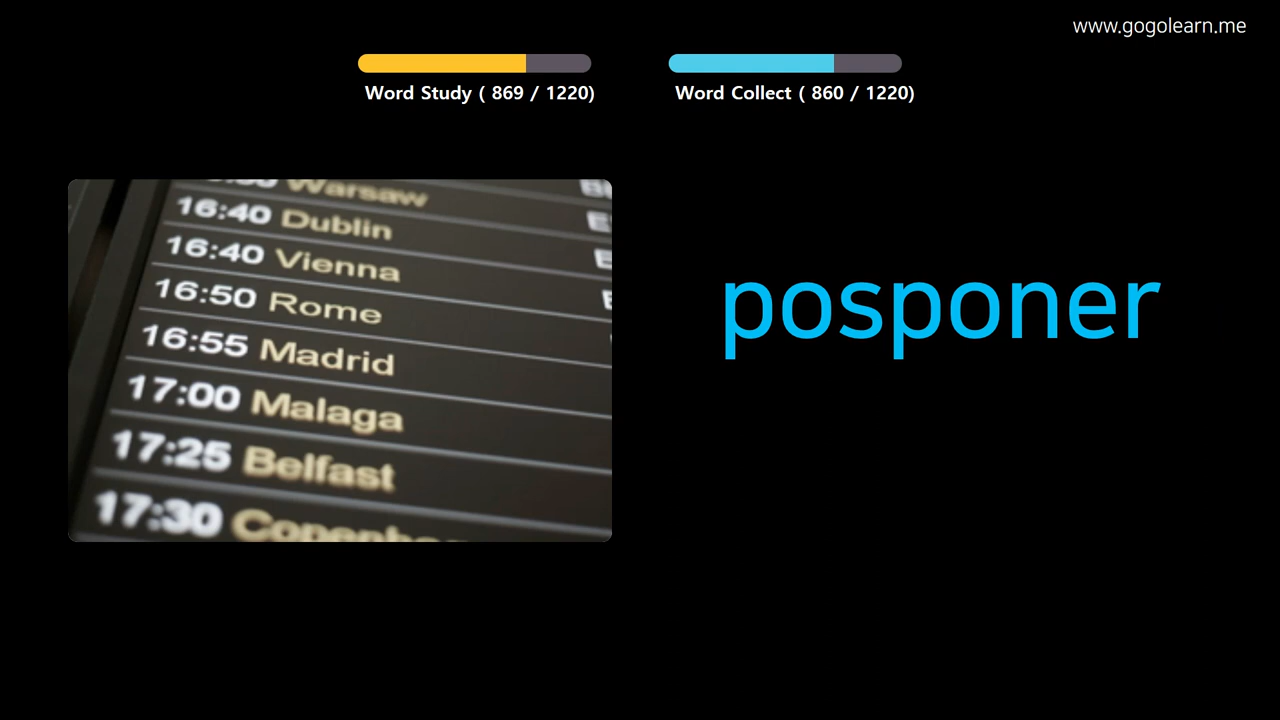 www.gogolearn.me
Word Study ( 869 / 1220)
Word Collect ( 860 / 1220)
Warsaw
16:40 Dublin
16:40 Vienna
16:50 Rome
16:55 Madrid
17:00 Malaga
17:25 Belfast
17:30
posponer